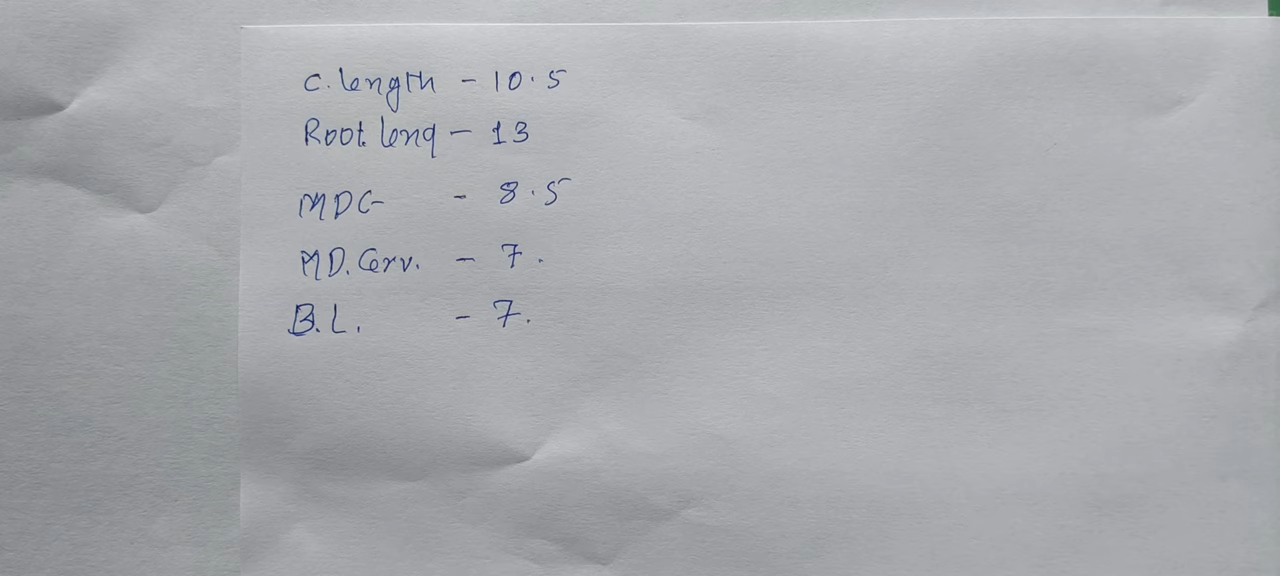 C. length - 10.5
Root. leng - 13
MDC - 8.5
MD. Cerv. - 7.
B.L. - 7.